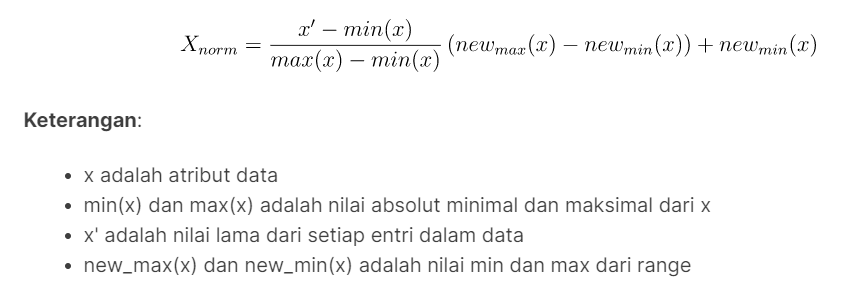 X_norm = (x' − min(x)) / (max(x) − min(x)) (new_max(x) − new_min(x)) + new_min(x)
Keterangan:
• x adalah atribut data
• min(x) dan max(x) adalah nilai absolut minimal dan maksimal dari x
• x' adalah nilai lama dari setiap entri dalam data
• new_max(x) dan new_min(x) adalah nilai min dan max dari range